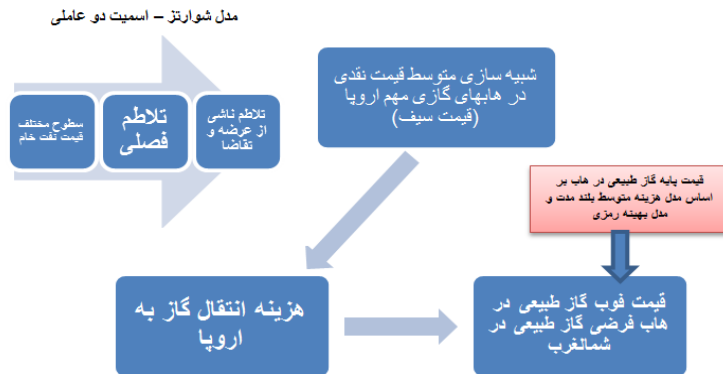 مدل شوارتز – اسمیت دو عاملی
تلاطم ناشی
از عرضه و
تقاضا
تلاطم
فصلی
سطوح مختلف
قیمت نفت خام
شبیه سازی متوسط قیمت نقدی
در هابهای گازی مهم اروپا
(قیمت سیف)
قیمت پایه گاز طبیعی در هاب بر
اساس مدل هزینه متوسط بلند مدت و
مدل بهینه رمزی
هزینه انتقال گاز به
اروپا
قیمت فوب گاز طبیعی در
هاب فرضی گاز طبیعی در
شمالغرب